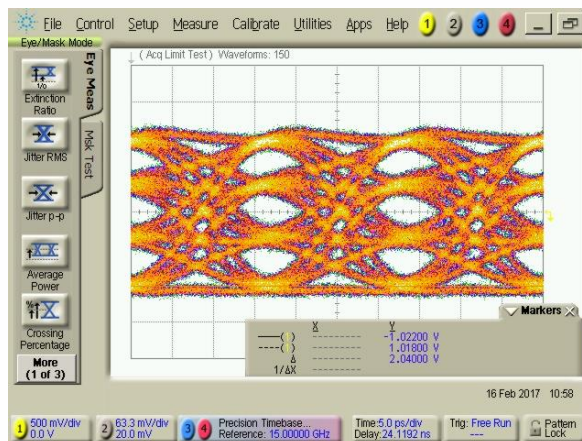 File Control Setup Measure Calibrate Utilities Apps Help 1 2 3 4
Eye/Mask Mode
( Acq Limit Test ) Waveforms: 150
Eye Meas
Msk Test
1/0
Extinction
Ratio
Jitter RMS
Jitter p-p
Average
Power
Crossing
Percentage
More
(1 of 3)
Markers
X Y
---( ) -------- -1.02200 V
----( ) -------- 1.01800 V
Δ -------- 2.04000 V
1/ΔX --------
16 Feb 2017 10:58
1 500 mV/div
0.0 V
2 63.3 mV/div
20.0 mV
3 4 Precision Timebase...
Reference: 15.00000 GHz
Time:5.0 ps/div
Delay:24.1192 ns
Trig: Free Run
---
Pattern
Lock